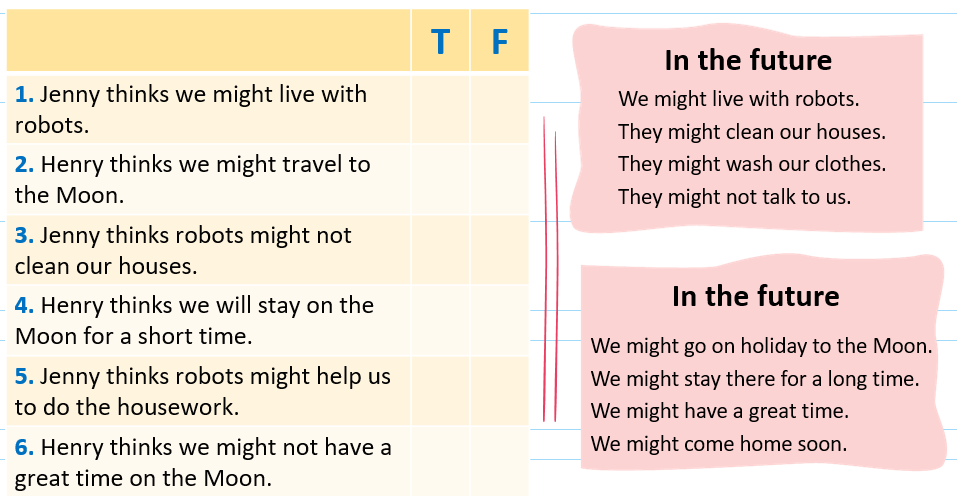 T F
1. Jenny thinks we might live with
robots.
2. Henry thinks we might travel to
the Moon.
3. Jenny thinks robots might not
clean our houses.
4. Henry thinks we will stay on the
Moon for a short time.
5. Jenny thinks robots might help us
to do the housework.
6. Henry thinks we might not have a
great time on the Moon.
In the future
We might live with robots.
They might clean our houses.
They might wash our clothes.
They might not talk to us.
In the future
We might go on holiday to the Moon.
We might stay there for a long time.
We might have a great time.
We might come home soon.